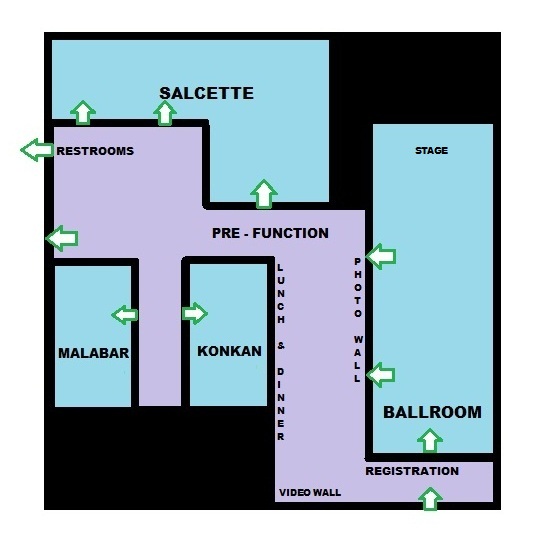 SALCETTE
RESTROOMS
STAGE
PRE - FUNCTION
LUNCH & DINNER
PHOTO WALL
MALABAR
KONKAN
BALLROOM
REGISTRATION
VIDEO WALL